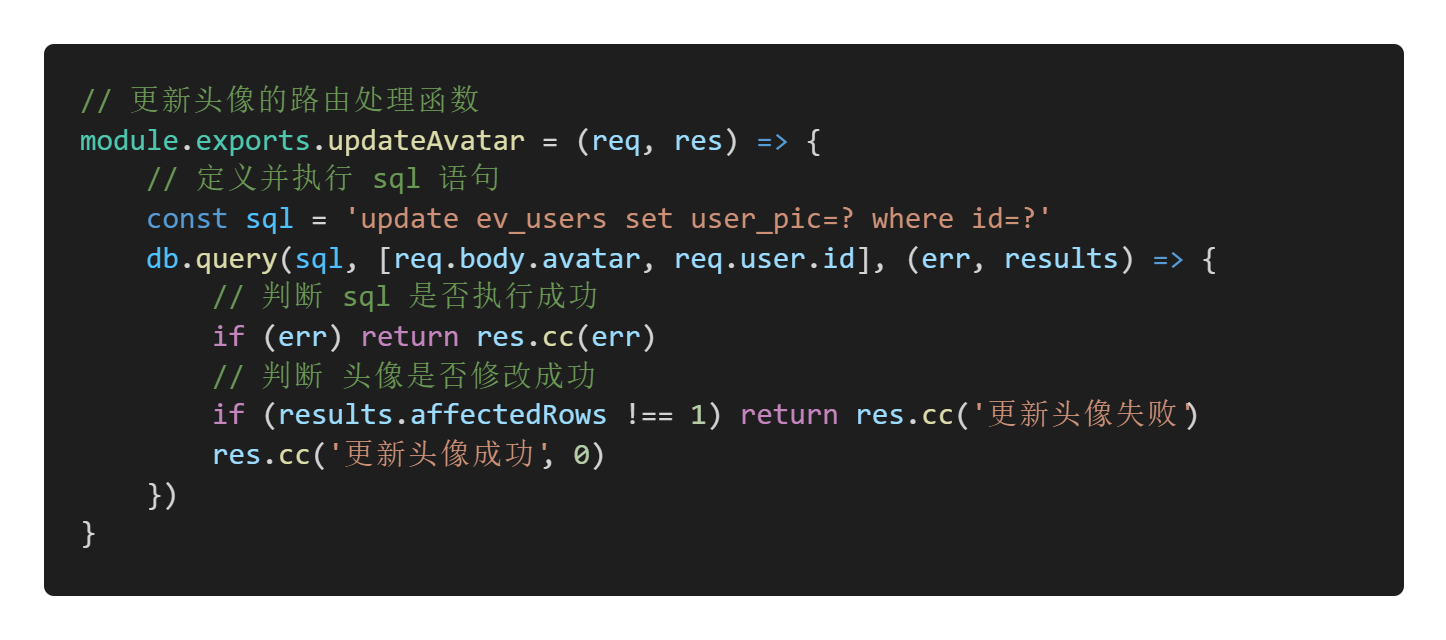 // 更新头像的路由处理函数
module.exports.updateAvatar = (req, res) => {
    // 定义并执行 sql 语句
    const sql = 'update ev_users set user_pic=? where id=?'
    db.query(sql, [req.body.avatar, req.user.id], (err, results) => {
        // 判断 sql 是否执行成功
        if (err) return res.cc(err)
        // 判断 头像是否修改成功
        if (results.affectedRows !== 1) return res.cc('更新头像失败')
        res.cc('更新头像成功', 0)
    })
}